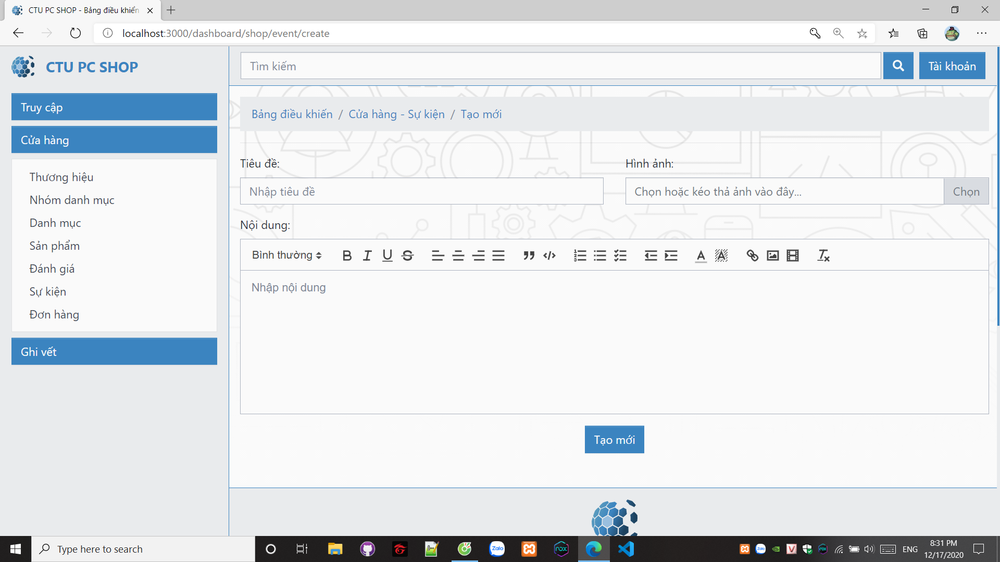 CTU PC SHOP - Bảng điều khiển
localhost:3000/dashboard/shop/event/create
CTU PC SHOP
Tìm kiếm
Tài khoản
Truy cập
Cửa hàng
Thương hiệu
Nhóm danh mục
Danh mục
Sản phẩm
Đánh giá
Sự kiện
Đơn hàng
Ghi vết
Bảng điều khiển / Cửa hàng - Sự kiện / Tạo mới
Tiêu đề:
Nhập tiêu đề
Hình ảnh:
Chọn hoặc kéo thả ảnh vào đây...
Chọn
Nội dung:
Bình thường
Nhập nội dung
Tạo mới
Type here to search
Zalo
ENG
8:31 PM
12/17/2020